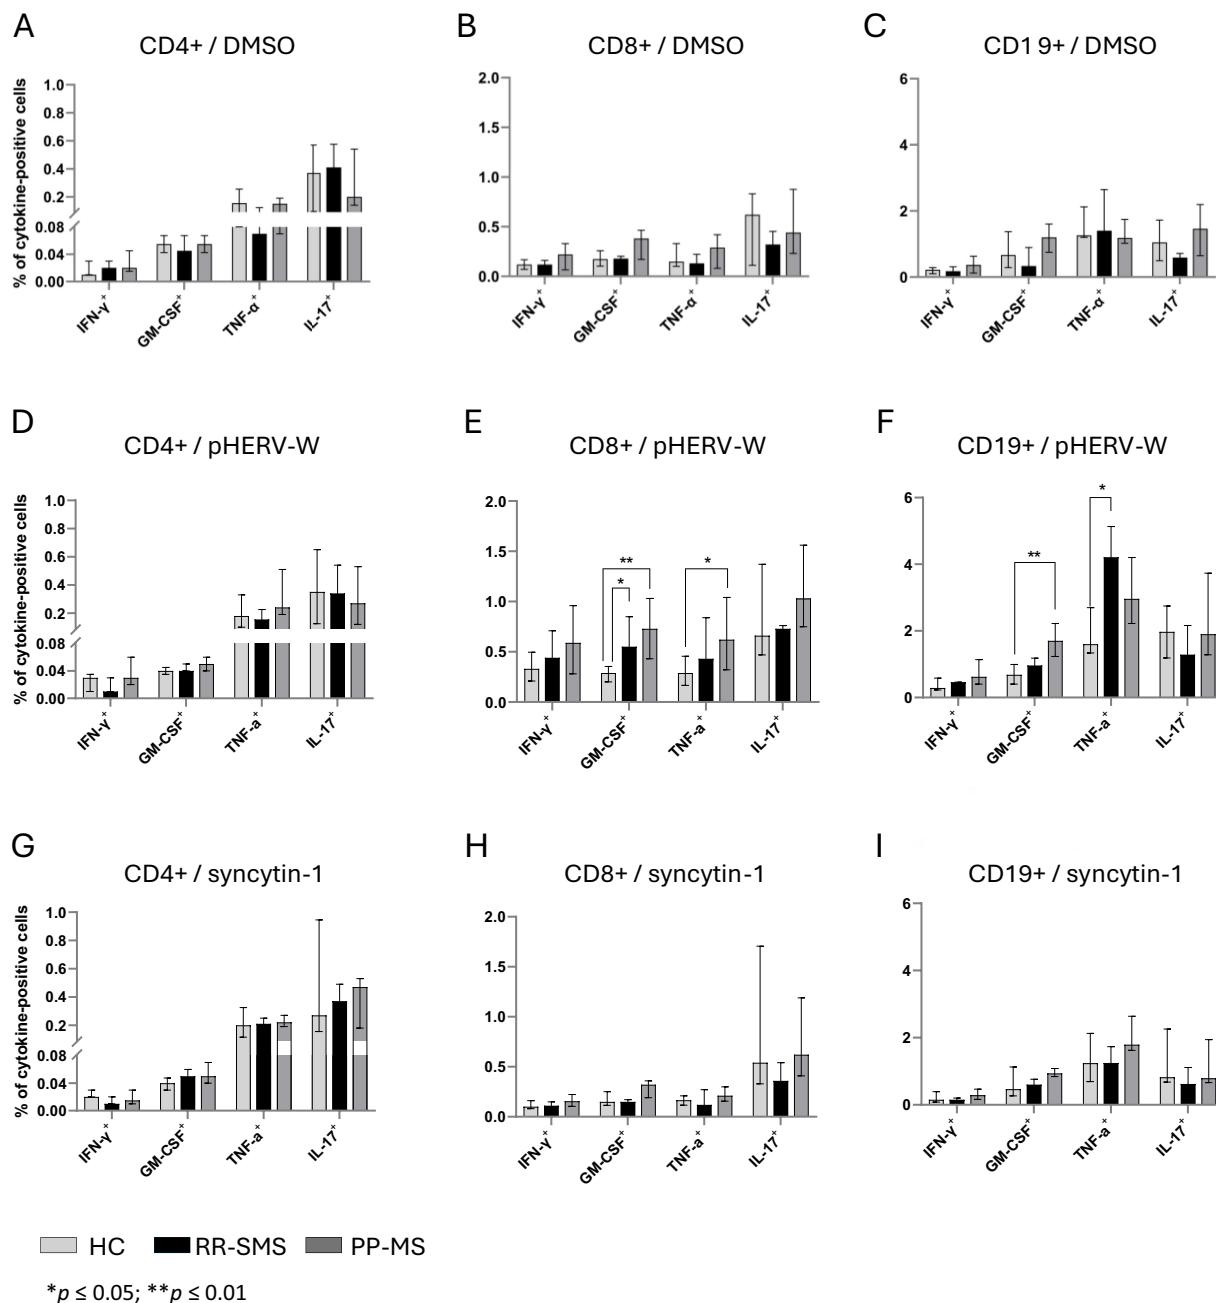 A
CD4+ / DMSO
% of cytokine-positive cells
1.0
0.8
0.6
0.4
0.2
0.08
0.04
0.00
IFN-γ+
GM-CSF+
TNF-α+
IL-17+
B
CD8+ / DMSO
2.0
1.5
1.0
0.5
0.0
IFN-γ+
GM-CSF+
TNF-α+
IL-17+
C
CD1 9+ / DMSO
6
4
2
0
IFN-γ+
GM-CSF+
TNF-α+
IL-17+
D
CD4+ / pHERV-W
% of cytokine-positive cells
1.0
0.8
0.6
0.4
0.2
0.08
0.04
0.00
IFN-γ+
GM-CSF+
TNF-a+
IL-17+
E
CD8+ / pHERV-W
2.0
1.5
1.0
0.5
0.0
**
*
*
IFN-γ+
GM-CSF+
TNF-a+
IL-17+
F
CD19+ / pHERV-W
6
4
2
0
**
*
IFN-γ+
GM-CSF+
TNF-a+
IL-17+
G
CD4+ / syncytin-1
% of cytokine-positive cells
1.0
0.8
0.6
0.4
0.2
0.08
0.04
0.00
IFN-γ+
GM-CSF+
TNF-a+
IL-17+
H
CD8+ / syncytin-1
2.0
1.5
1.0
0.5
0.0
IFN-γ+
GM-CSF+
TNF-a+
IL-17+
I
CD19+ / syncytin-1
6
4
2
0
IFN-γ+
GM-CSF+
TNF-a+
IL-17+
HC RR-SMS PP-MS
*p ≤ 0.05; **p ≤ 0.01